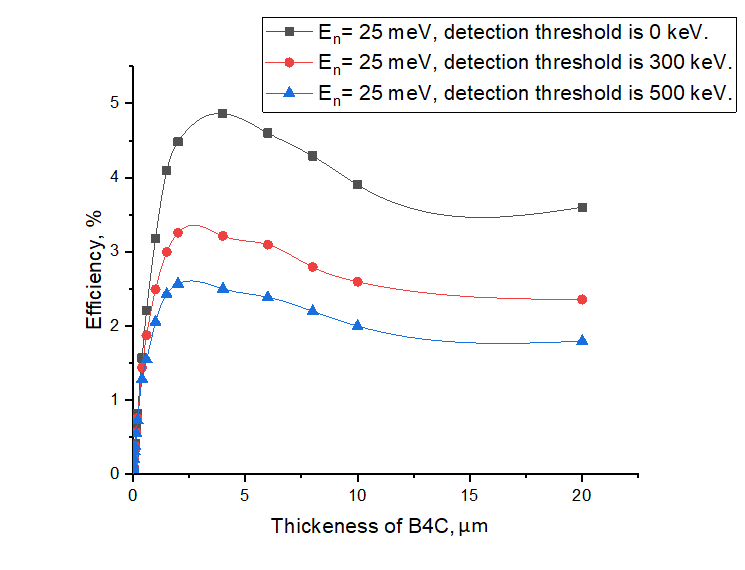 Eₙ= 25 meV, detection threshold is 0 keV.
Eₙ= 25 meV, detection threshold is 300 keV.
Eₙ= 25 meV, detection threshold is 500 keV.
5
4
3
2
1
0
Efficiency, %
0 5 10 15 20
Thickeness of B4C, μm